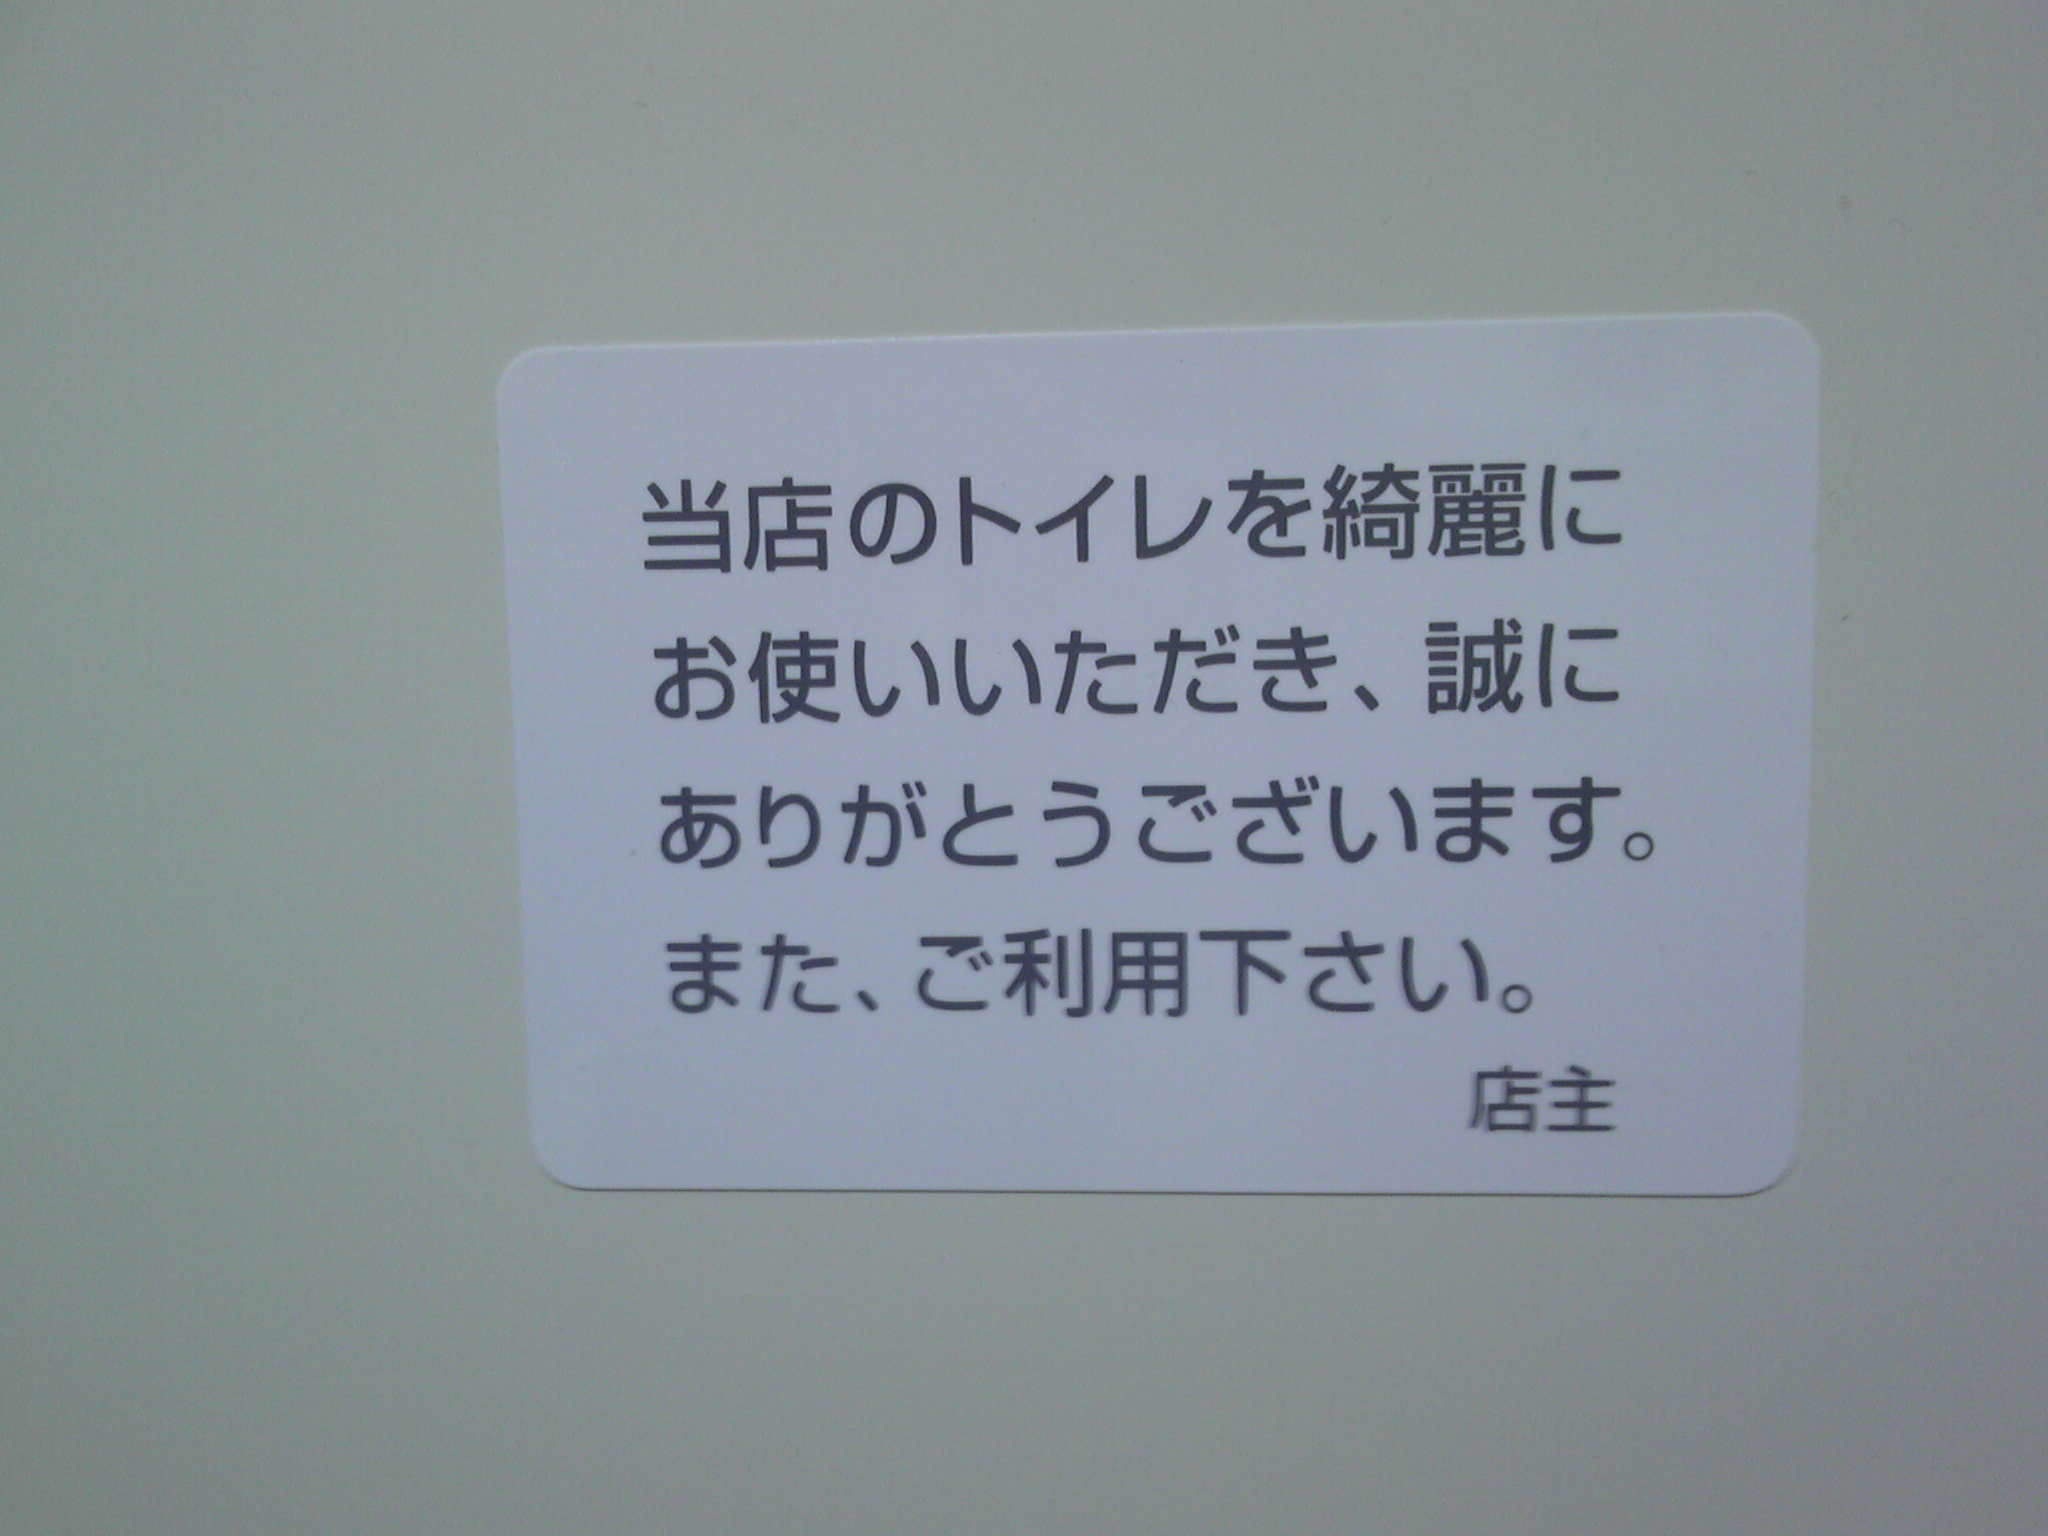 当店のトイレを綺麗に
お使いいただき、誠に
ありがとうございます。
また、ご利用下さい。
店主